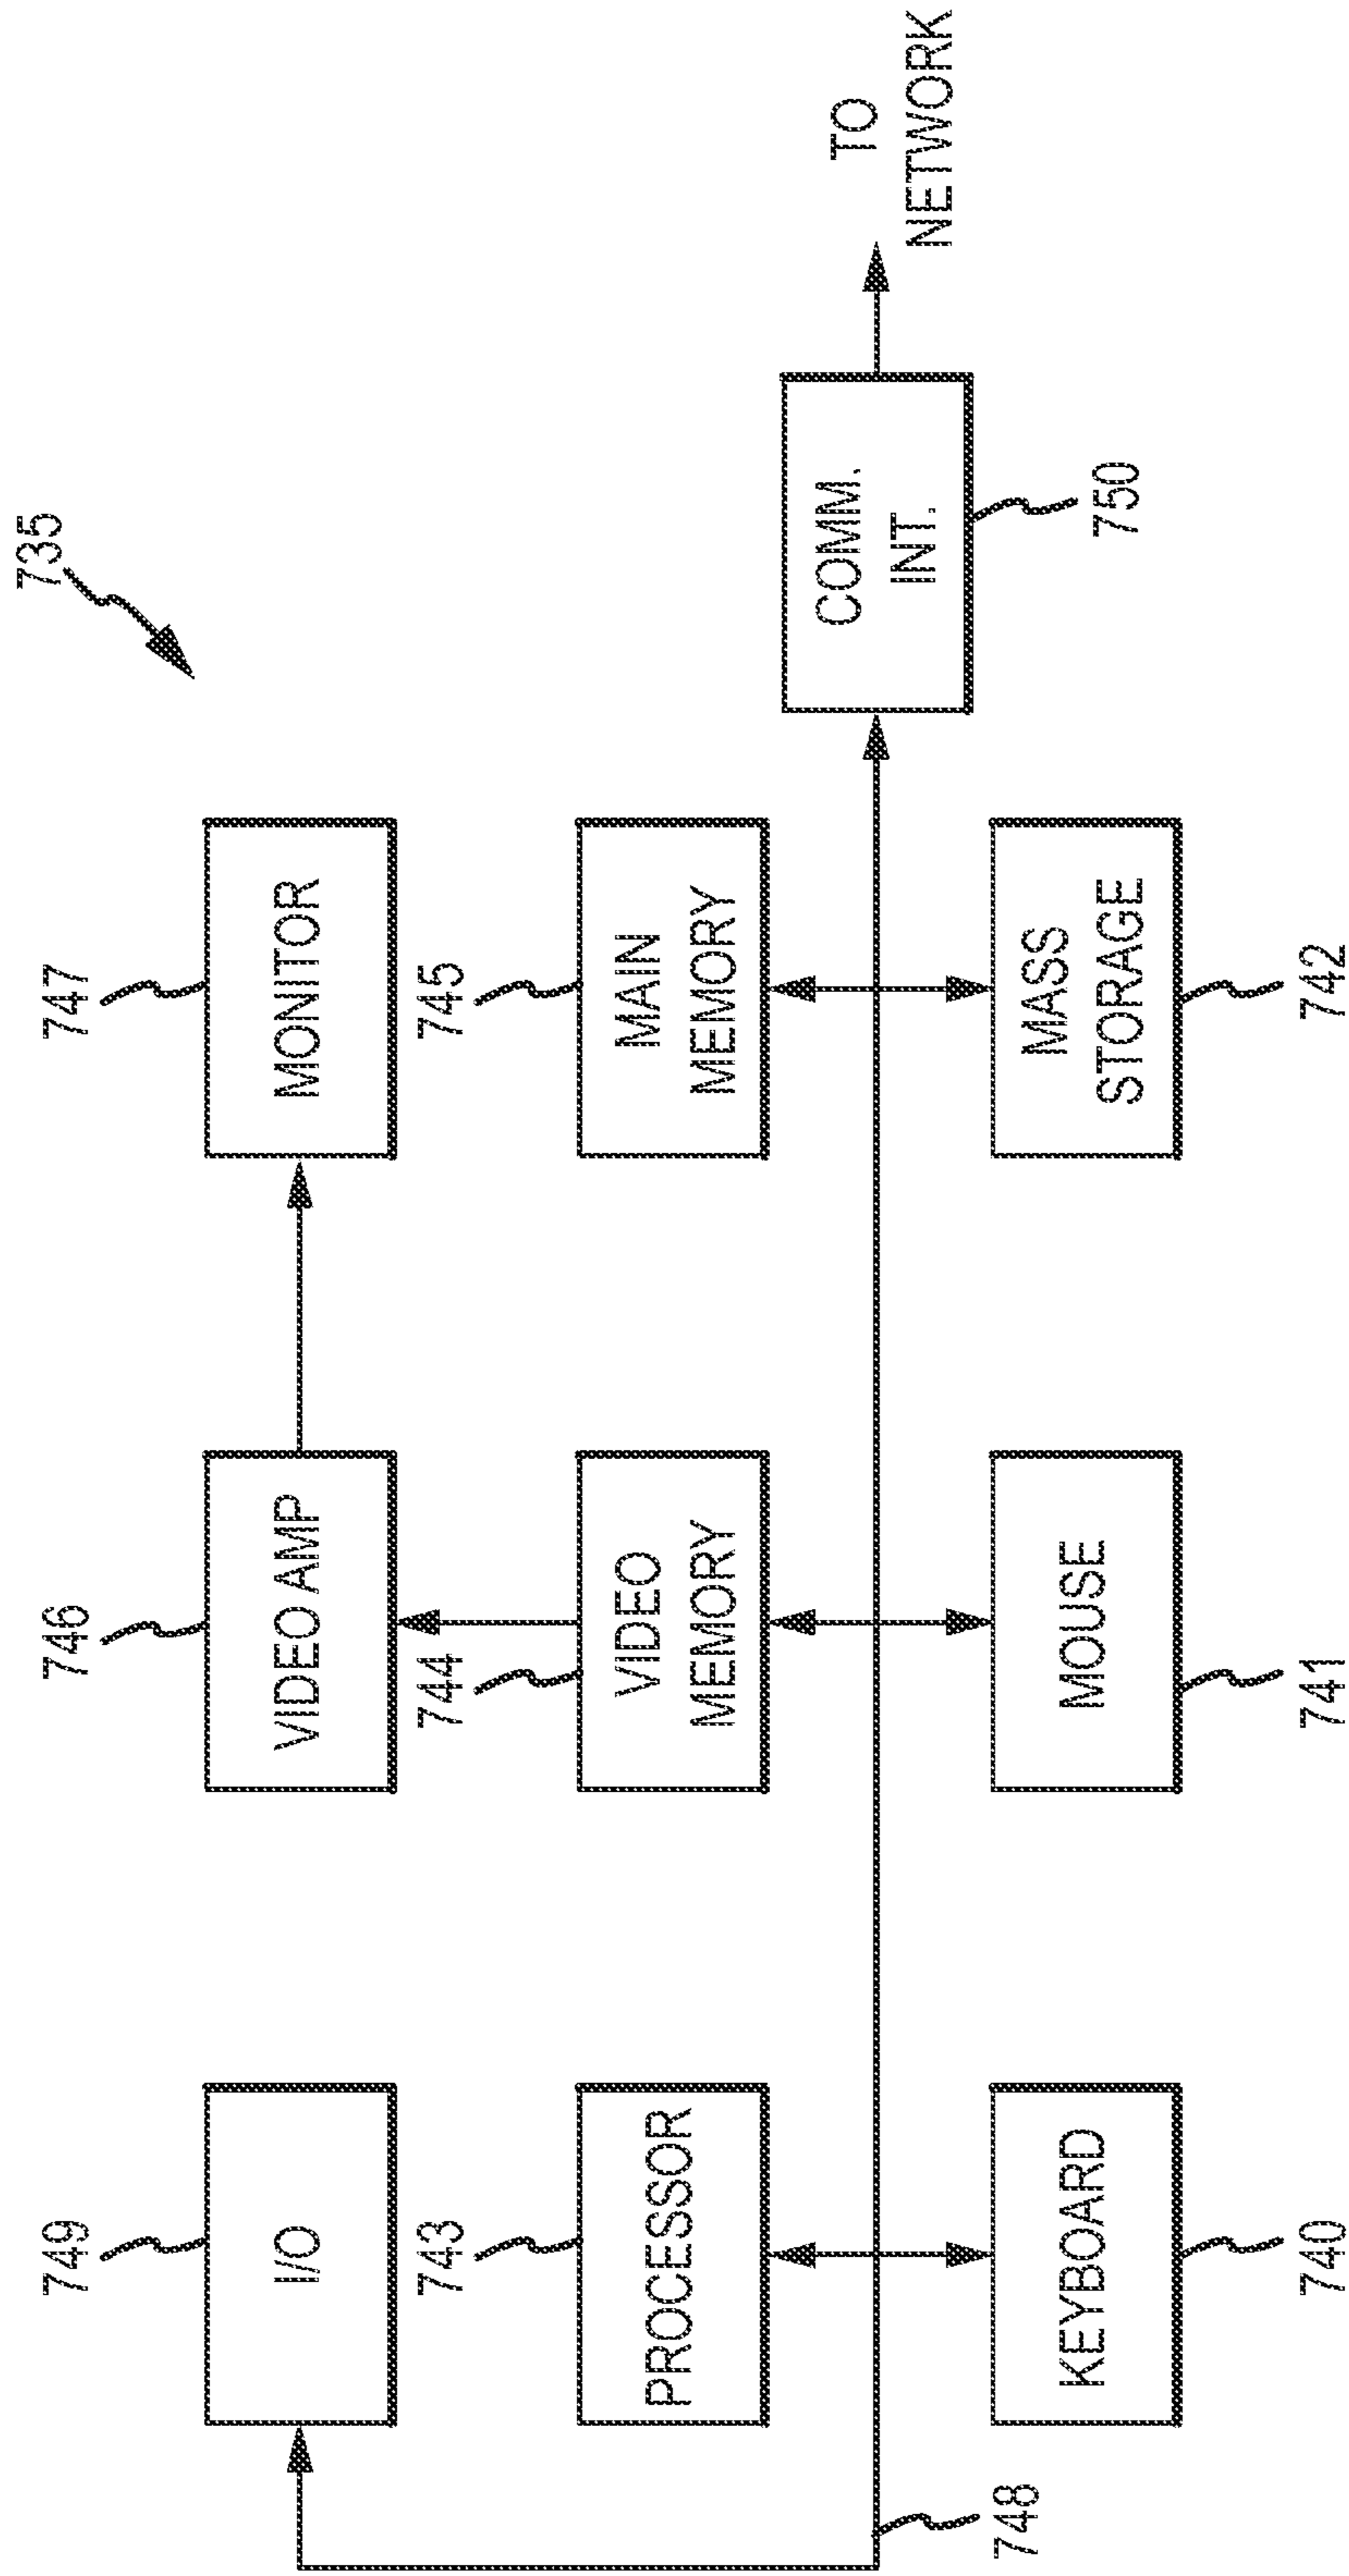 735
749
I/O
746
VIDEO AMP
747
MONITOR
743
PROCESSOR
744
VIDEO
MEMORY
745
MAIN
MEMORY
748
COMM.
INT.
750
TO
NETWORK
KEYBOARD
740
MOUSE
741
MASS
STORAGE
742